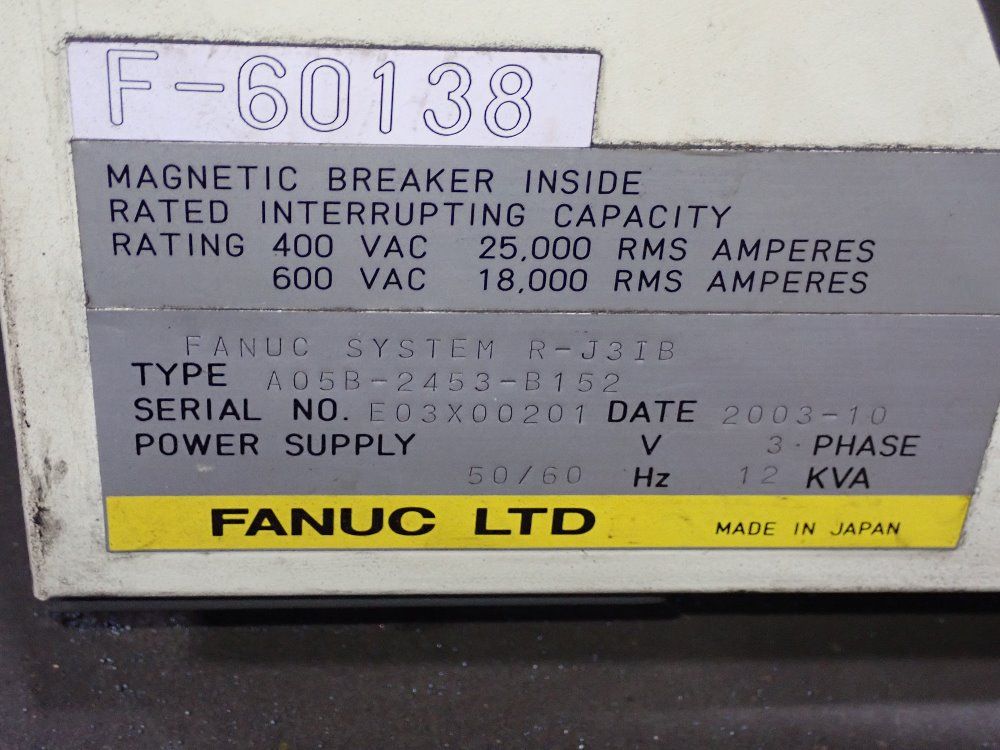 F-60138
MAGNETIC BREAKER INSIDE
RATED INTERRUPTING CAPACITY
RATING 400 VAC 25,000 RMS AMPERES
600 VAC 18,000 RMS AMPERES
FANUC SYSTEM R-J3IB
TYPE A05B-2453-B152
SERIAL NO. E03X00201 DATE 2003-10
POWER SUPPLY V 3 PHASE
50/60 Hz 12 KVA
FANUC LTD MADE IN JAPAN